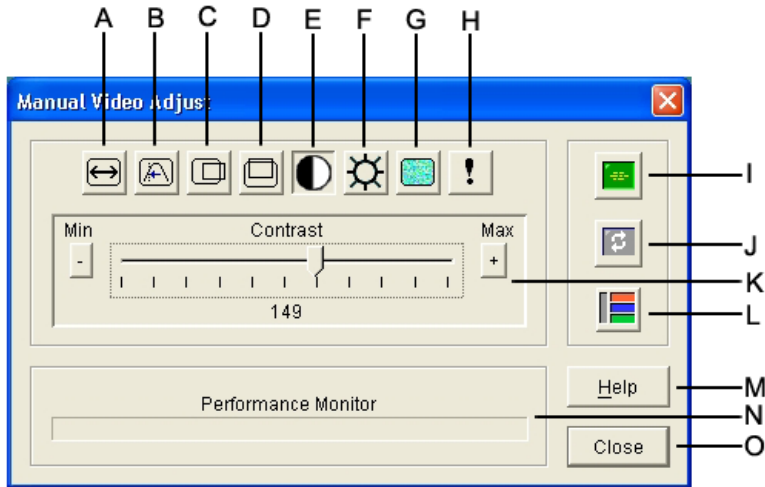 A B C D E F G H
Manual Video Adjust
I
Min Contrast Max
- +
J
K
149
L
Help
M
Performance Monitor
N
Close
O